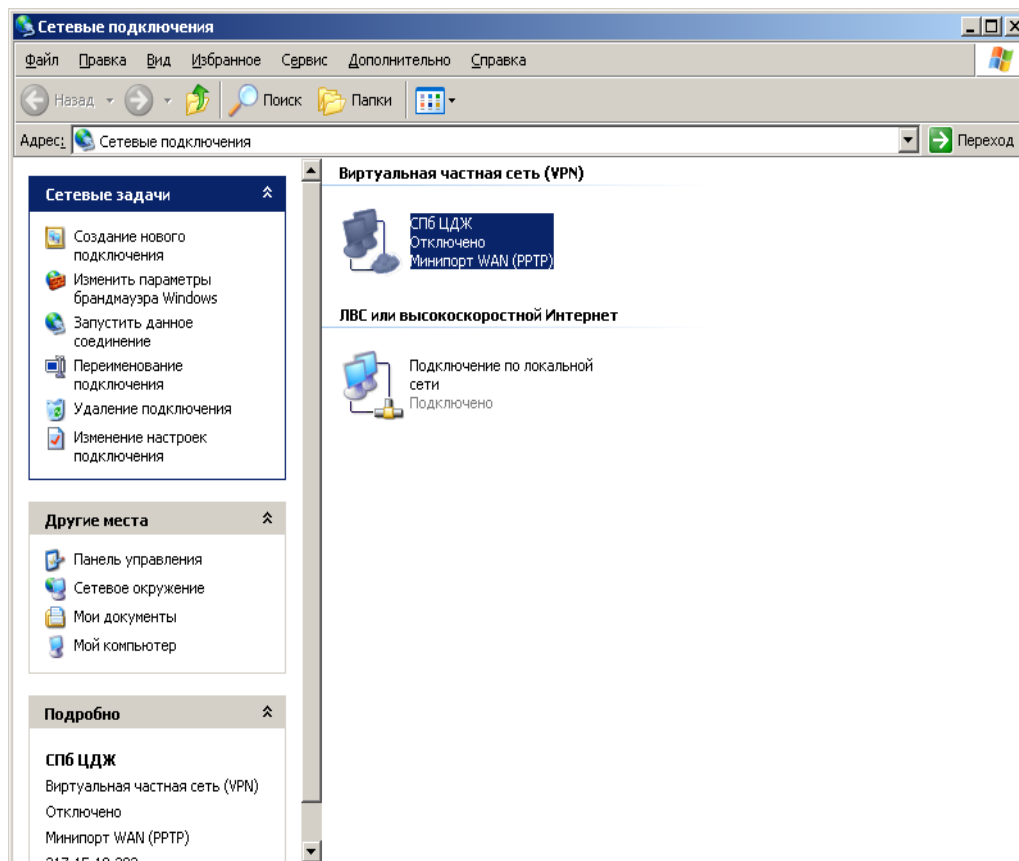 Сетевые подключения
Файл Правка Вид Избранное Сервис Дополнительно Справка
Назад Поиск Папки
Адрес: Сетевые подключения Переход
Сетевые задачи
Создание нового
подключения
Изменить параметры
брандмауэра Windows
Запустить данное
соединение
Переименование
подключения
Удаление подключения
Изменение настроек
подключения
Другие места
Панель управления
Сетевое окружение
Мои документы
Мой компьютер
Подробно
СПб ЦДЖ
Виртуальная частная сеть (VPN)
Отключено
Минипорт WAN (PPTP)
Виртуальная частная сеть (VPN)
СПб ЦДЖ
Отключено
Минипорт WAN (PPTP)
ЛВС или высокоскоростной Интернет
Подключение по локальной
сети
Подключено